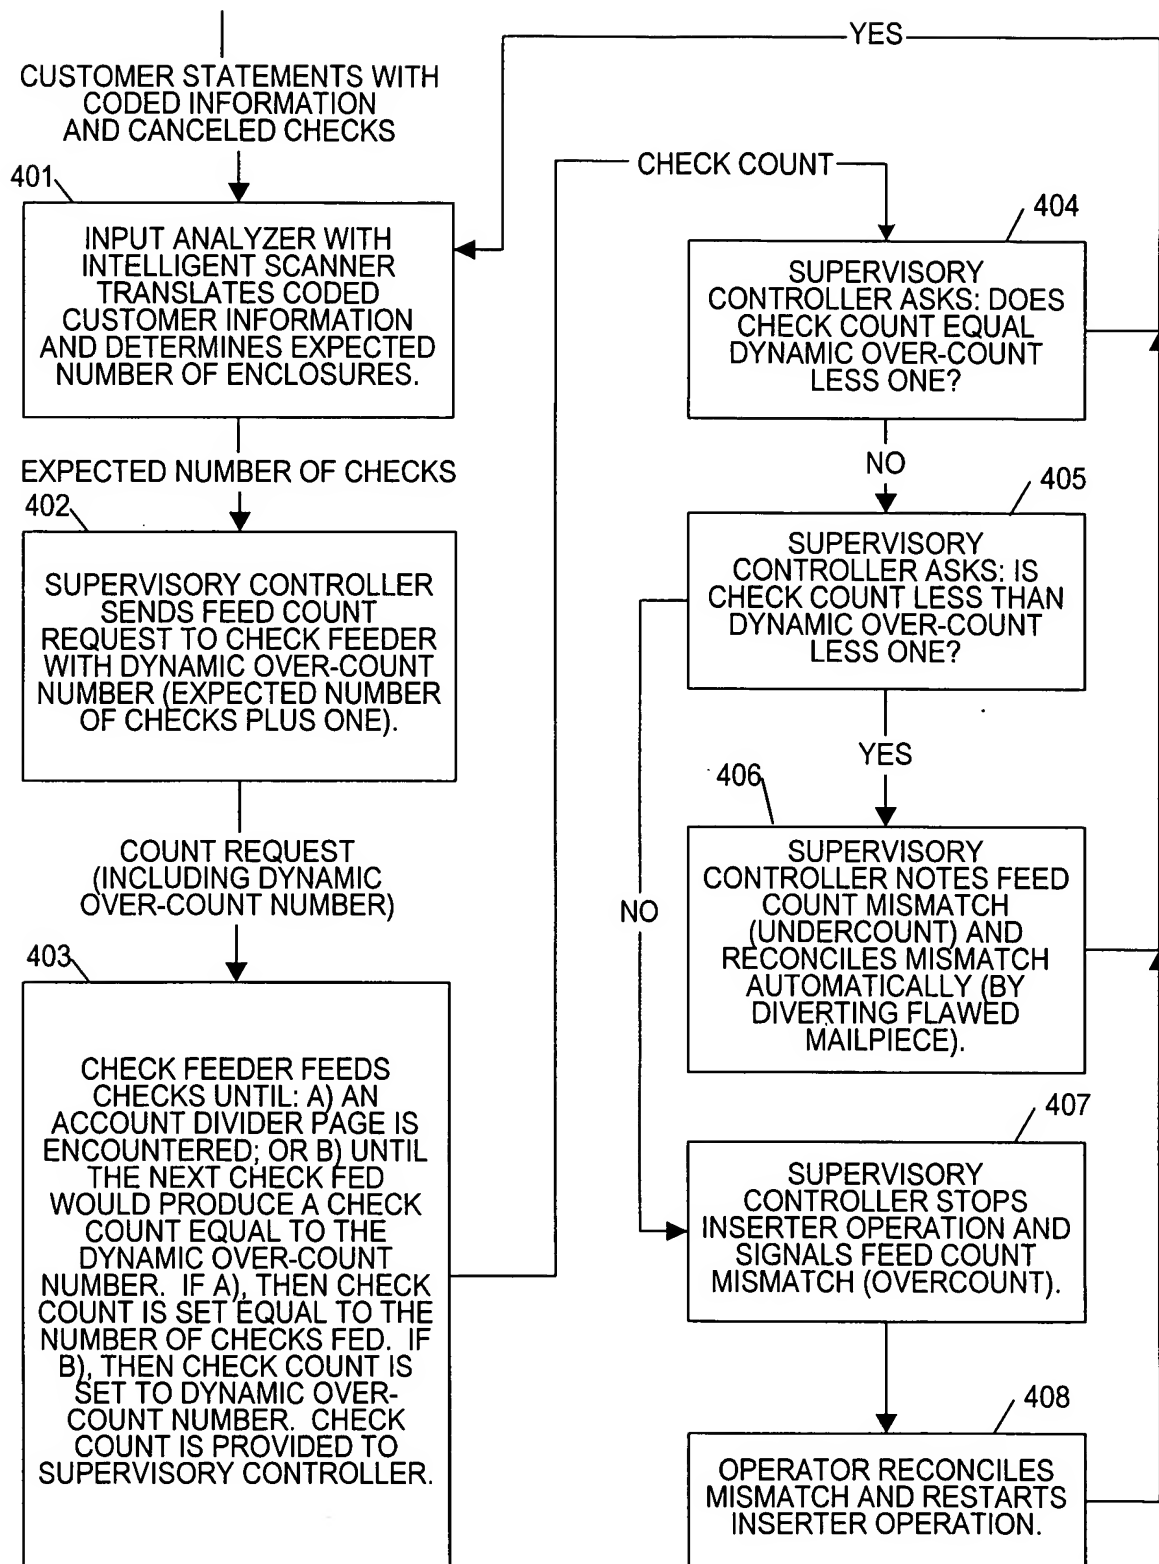 CUSTOMER STATEMENTS WITH
CODED INFORMATION
AND CANCELED CHECKS
401
INPUT ANALYZER WITH
INTELLIGENT SCANNER
TRANSLATES CODED
CUSTOMER INFORMATION
AND DETERMINES EXPECTED
NUMBER OF ENCLOSURES.
EXPECTED NUMBER OF CHECKS
402
SUPERVISORY CONTROLLER
SENDS FEED COUNT
REQUEST TO CHECK FEEDER
WITH DYNAMIC OVER-COUNT
NUMBER (EXPECTED NUMBER
OF CHECKS PLUS ONE).
COUNT REQUEST
(INCLUDING DYNAMIC
OVER-COUNT NUMBER)
403
CHECK FEEDER FEEDS
CHECKS UNTIL: A) AN
ACCOUNT DIVIDER PAGE IS
ENCOUNTERED; OR B) UNTIL
THE NEXT CHECK FED
WOULD PRODUCE A CHECK
COUNT EQUAL TO THE
DYNAMIC OVER-COUNT
NUMBER. IF A), THEN CHECK
COUNT IS SET EQUAL TO THE
NUMBER OF CHECKS FED. IF
B), THEN CHECK COUNT IS
SET TO DYNAMIC OVER-
COUNT NUMBER. CHECK
COUNT IS PROVIDED TO
SUPERVISORY CONTROLLER.
YES
CHECK COUNT
404
SUPERVISORY
CONTROLLER ASKS: DOES
CHECK COUNT EQUAL
DYNAMIC OVER-COUNT
LESS ONE?
NO
405
SUPERVISORY
CONTROLLER ASKS: IS
CHECK COUNT LESS THAN
DYNAMIC OVER-COUNT
LESS ONE?
YES
406
SUPERVISORY
CONTROLLER NOTES FEED
COUNT MISMATCH
(UNDERCOUNT) AND
RECONCILES MISMATCH
AUTOMATICALLY (BY
DIVERTING FLAWED
MAILPIECE).
NO
407
SUPERVISORY
CONTROLLER STOPS
INSERTER OPERATION AND
SIGNALS FEED COUNT
MISMATCH (OVERCOUNT).
408
OPERATOR RECONCILES
MISMATCH AND RESTARTS
INSERTER OPERATION.